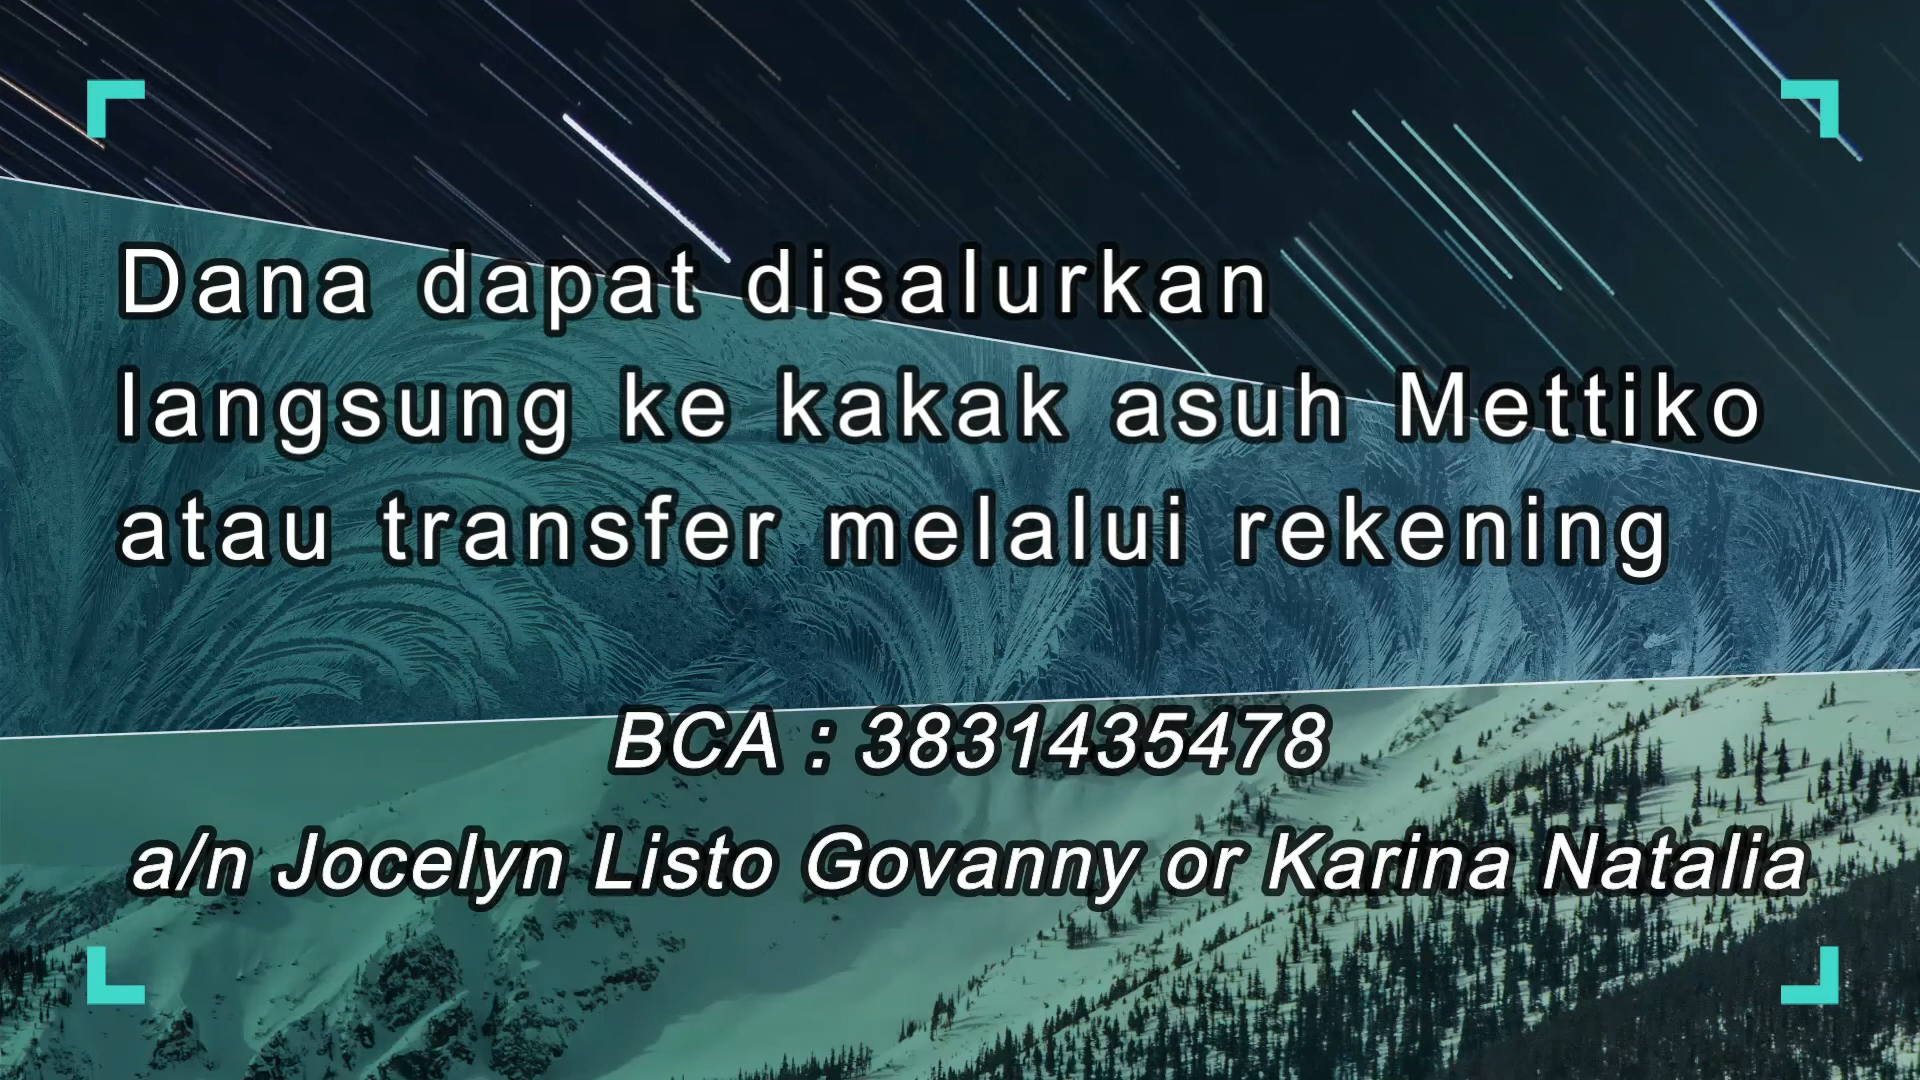 Dana dapat disalurkan
langsung ke kakak asuh Mettiko
atau transfer melalui rekening
BCA : 3831435478
a/n Jocelyn Listo Govanny or Karina Natalia